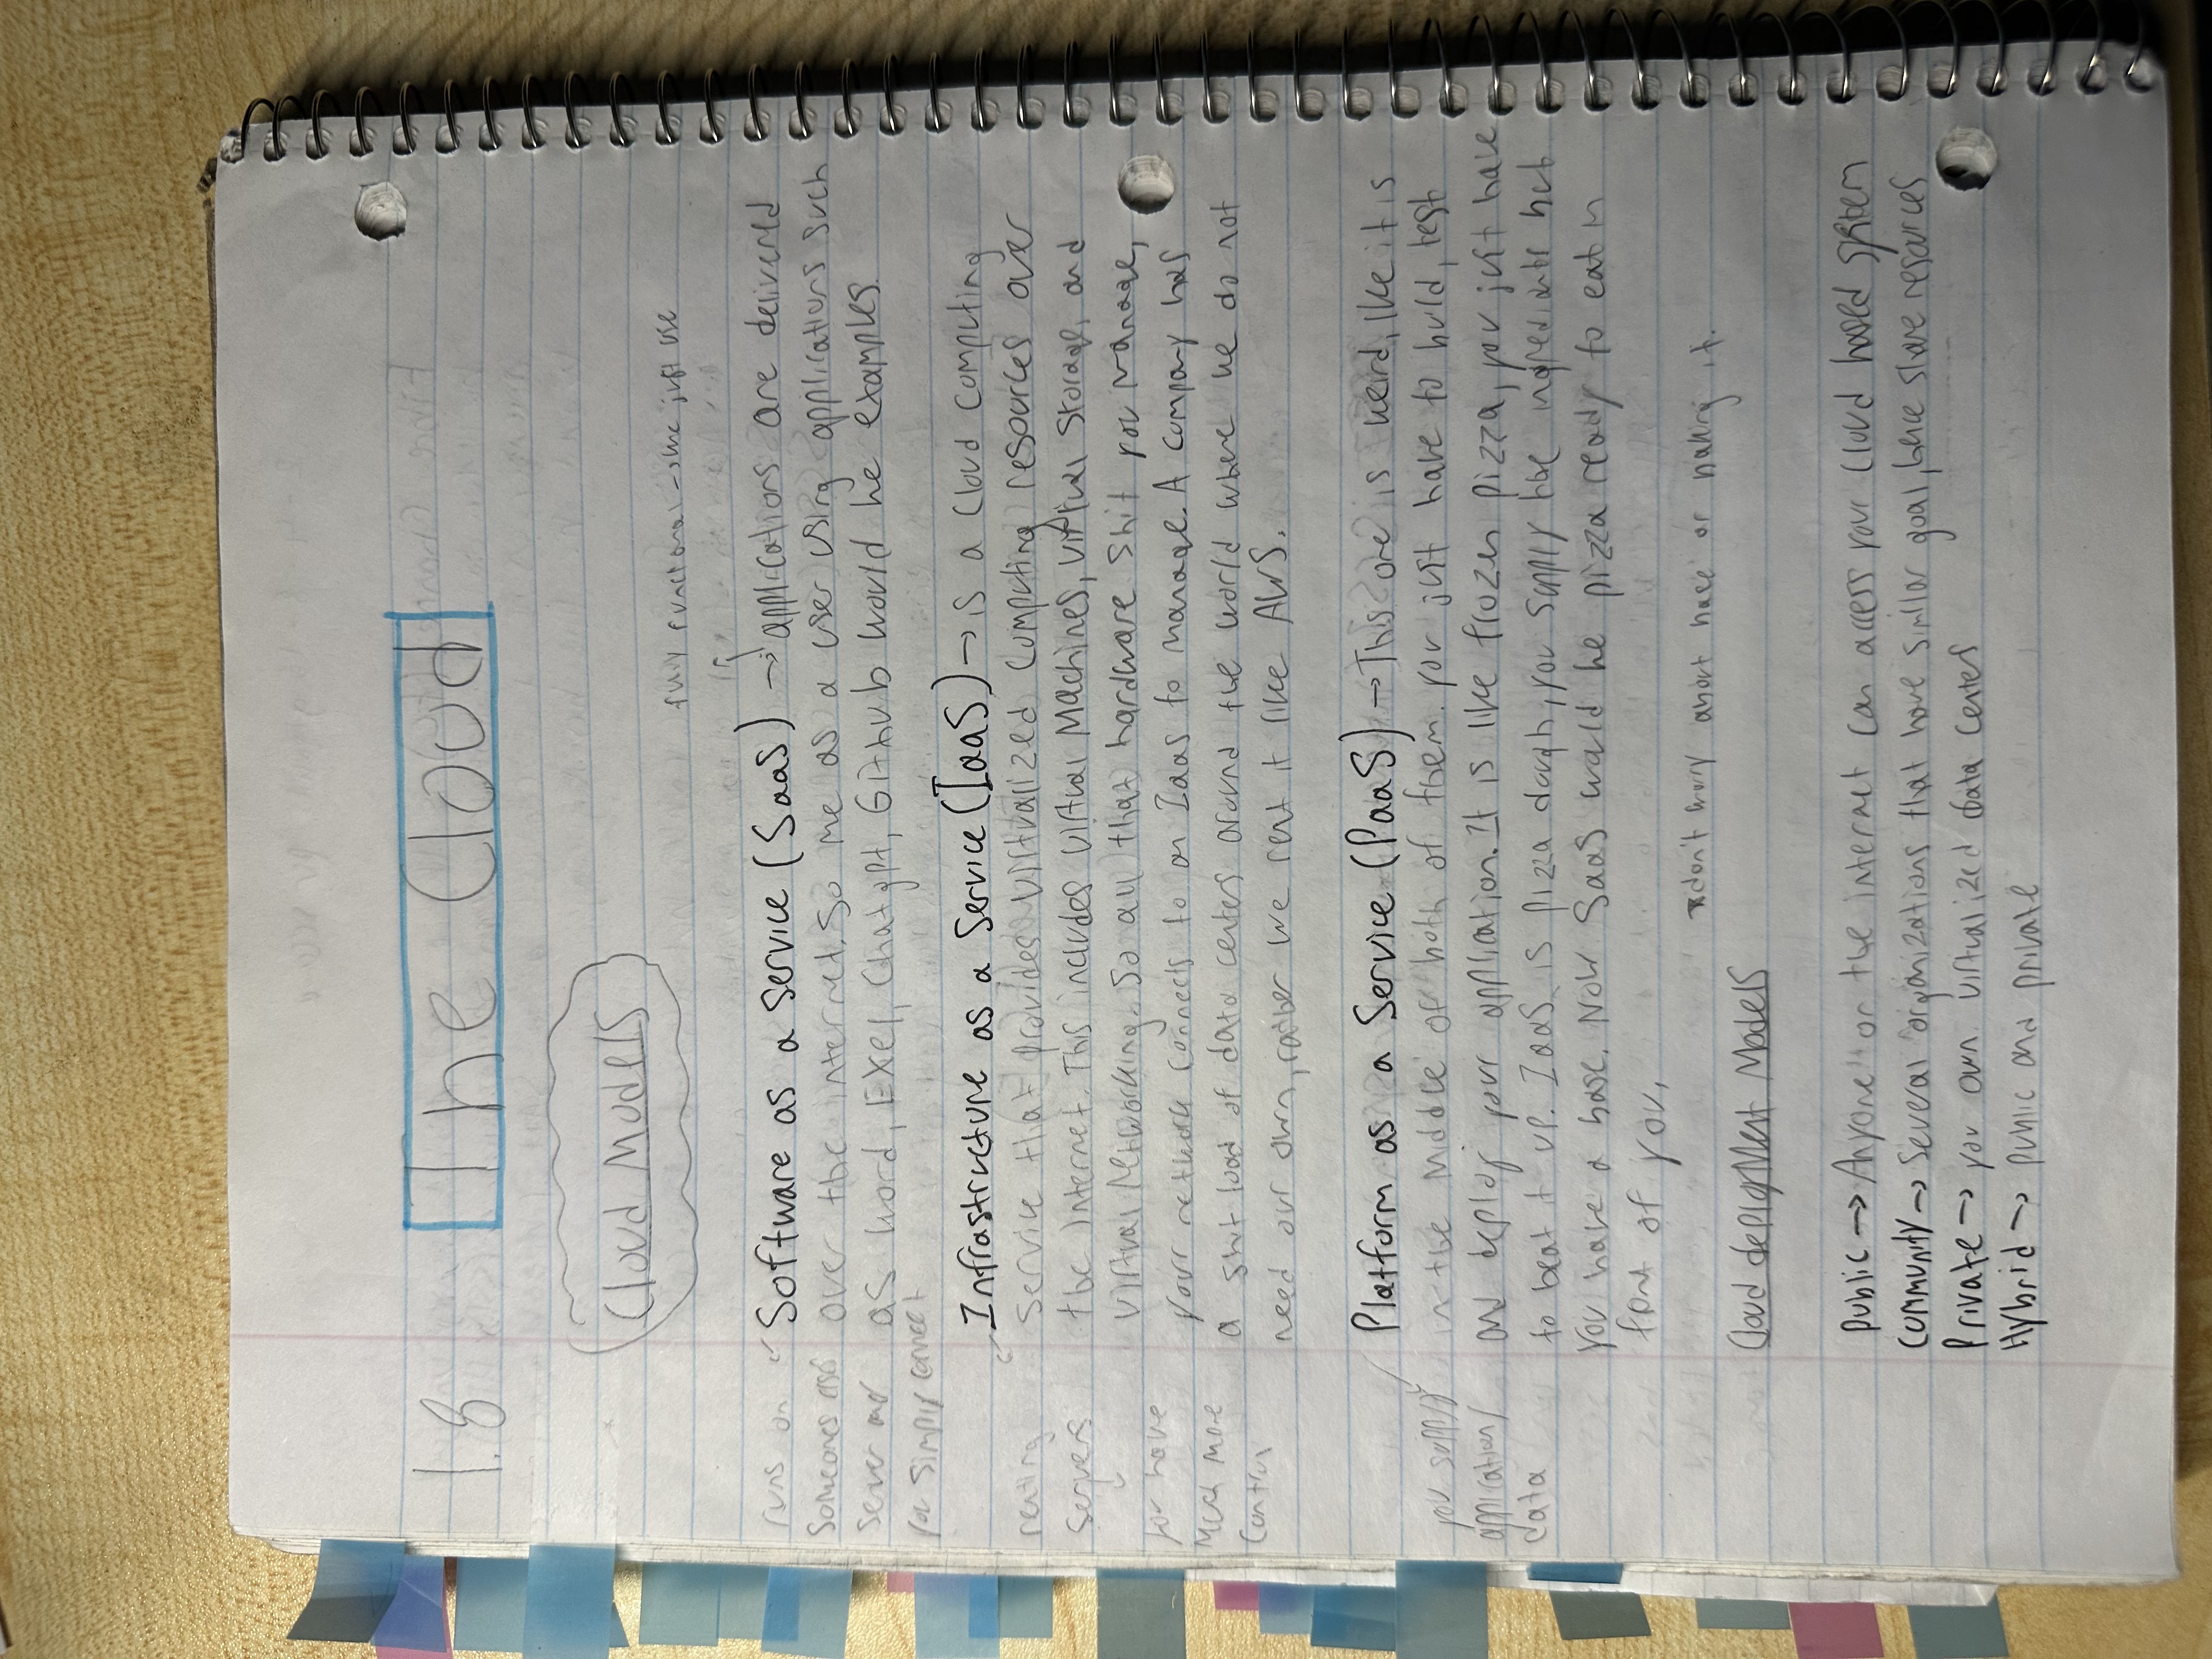 1.8 The Cloud
Cloud Models
fully functional → we just use
Software as a Service (SaaS) → applications are delivered
over the internet. So me as a user using applications such
as Word, Exel, Chatgpt, Github would be examples.
runs on
Someones else
Server and
you simply connect
Infrastructure as a Service (IaaS) → is a Cloud Computing
Service that provides Virtualized Computing resources over
the Internet. This includes Virtual Machines, Virtual Storage, and
Virtual Networking. So all that hardware shit you manage,
your network connects to an IaaS to manage. A company has
a shit load of data centers around the world where we do not
need our own, rather we rent it like AWS.
renting
servers
you have
Much more
Control
Platform as a Service (PaaS) → This one is weird, like it is
in the Middle of both of them. you just have to build, test
and deploy your application. It is like frozen pizza, you just have
to heat it up. IaaS is pizza dough, you supply the ingredients but
you have a base. Now SaaS would be pizza ready to eat in
font of you,
you supply
application/
data
*don't worry about base or making it.
Cloud deployment Models
Public → Anyone on the internet can access your Cloud based system
Community → Several organizations that have similar goal, hence share resources
Private → you own virtualized data centers
Hybrid → public and private